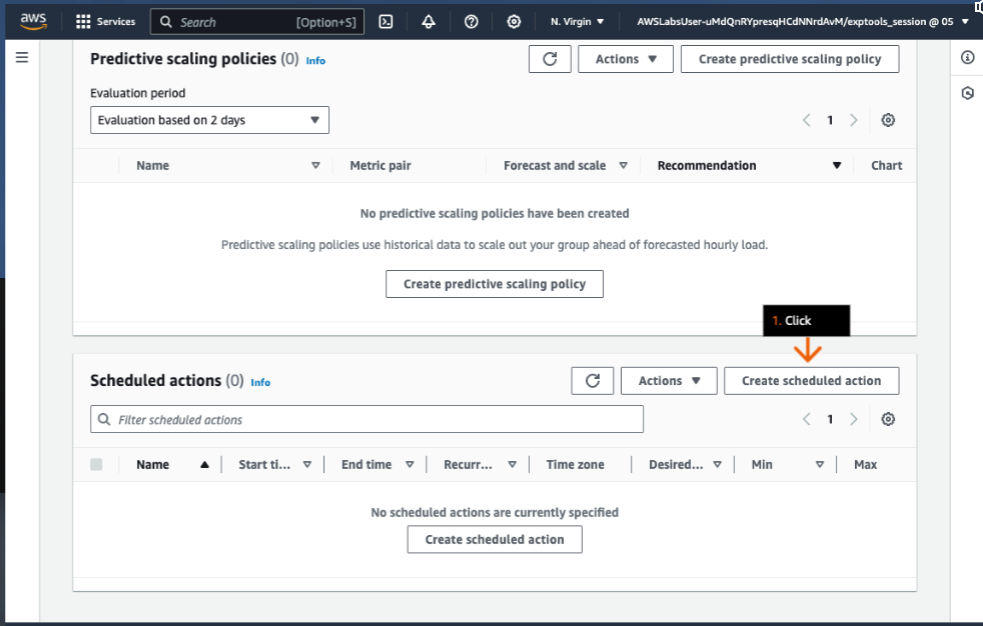 aws Services Search [Option+S] N. Virgin AWSLabsUser-uMdQnRYpresqHCdNNrdAvM/exptools_session @ 05
Predictive scaling policies (0) Info Actions Create predictive scaling policy
Evaluation period
Evaluation based on 2 days 1
Name Metric pair Forecast and scale Recommendation Chart
No predictive scaling policies have been created
Predictive scaling policies use historical data to scale out your group ahead of forecasted hourly load.
Create predictive scaling policy
1. Click
Scheduled actions (0) Info Actions Create scheduled action
Filter scheduled actions 1
Name Start ti... End time Recurr... Time zone Desired... Min Max
No scheduled actions are currently specified
Create scheduled action